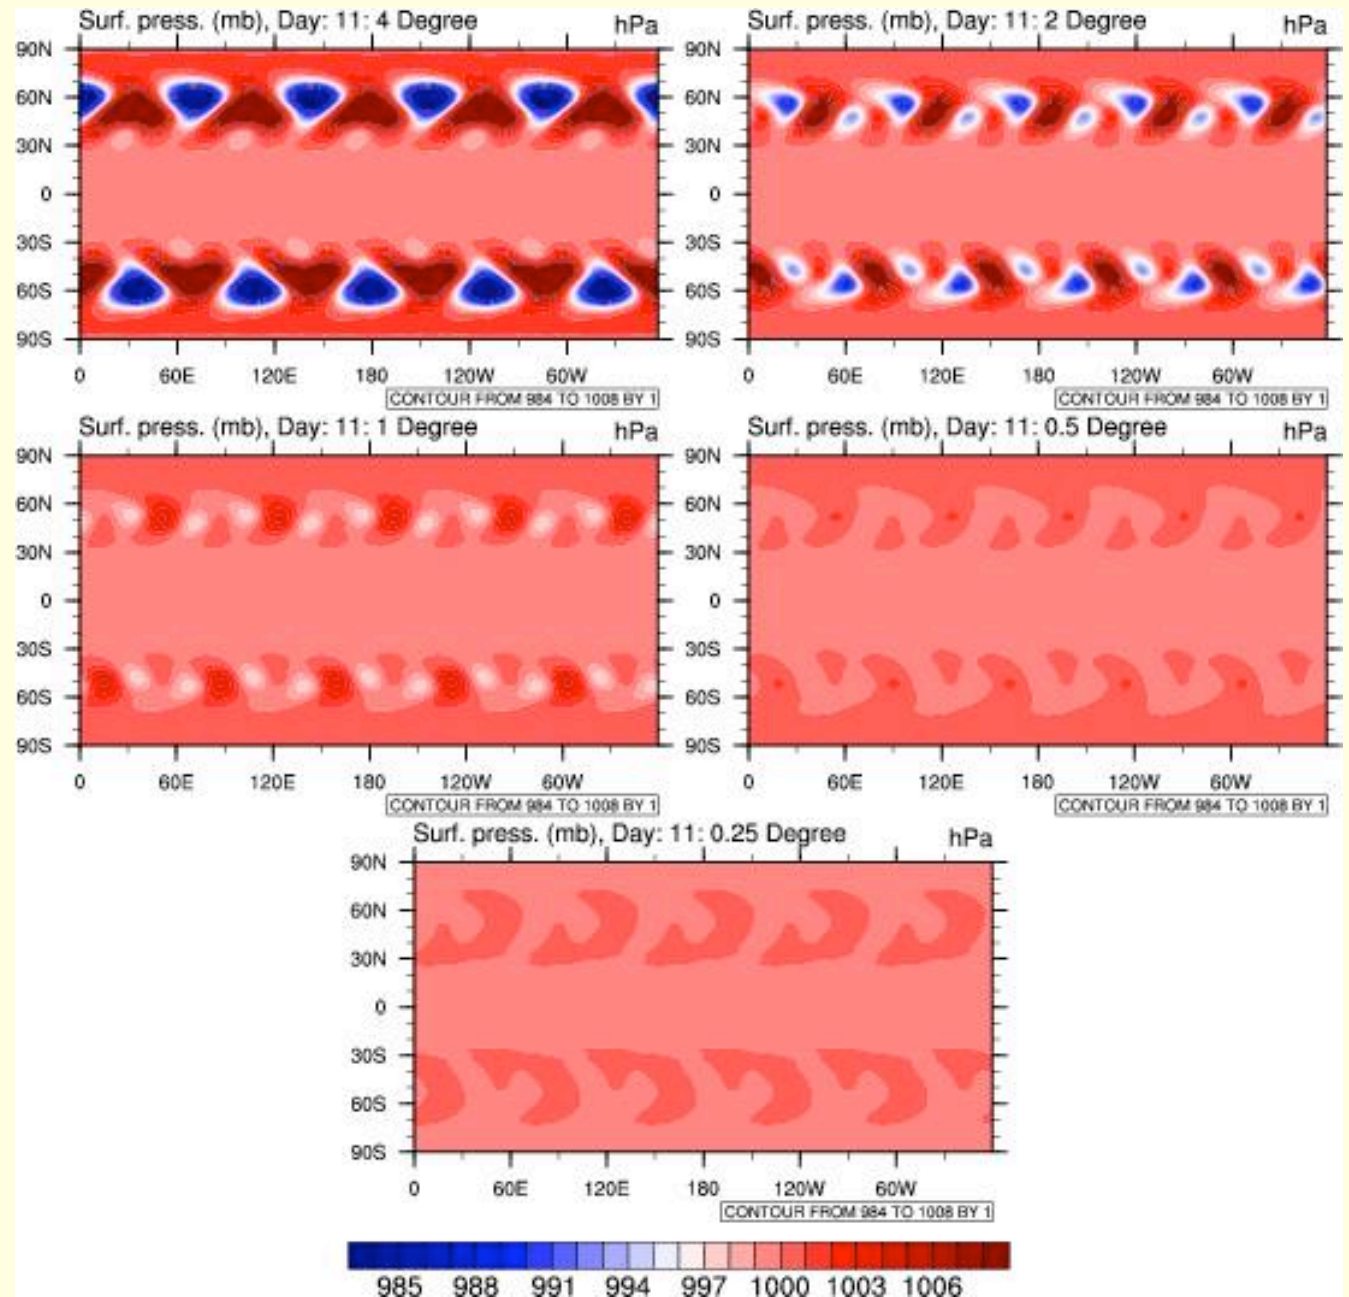 Surf. press. (mb), Day: 11: 4 Degree hPa
90N
60N
30N
0
30S
60S
90S
0 60E 120E 180 120W 60W
CONTOUR FROM 984 TO 1008 BY 1
Surf. press. (mb), Day: 11: 2 Degree hPa
90N
60N
30N
0
30S
60S
90S
0 60E 120E 180 120W 60W
CONTOUR FROM 984 TO 1008 BY 1
Surf. press. (mb), Day: 11: 1 Degree hPa
90N
60N
30N
0
30S
60S
90S
0 60E 120E 180 120W 60W
CONTOUR FROM 984 TO 1008 BY 1
Surf. press. (mb), Day: 11: 0.5 Degree hPa
90N
60N
30N
0
30S
60S
90S
0 60E 120E 180 120W 60W
CONTOUR FROM 984 TO 1008 BY 1
Surf. press. (mb), Day: 11: 0.25 Degree hPa
90N
60N
30N
0
30S
60S
90S
0 60E 120E 180 120W 60W
CONTOUR FROM 984 TO 1008 BY 1
985 988 991 994 997 1000 1003 1006